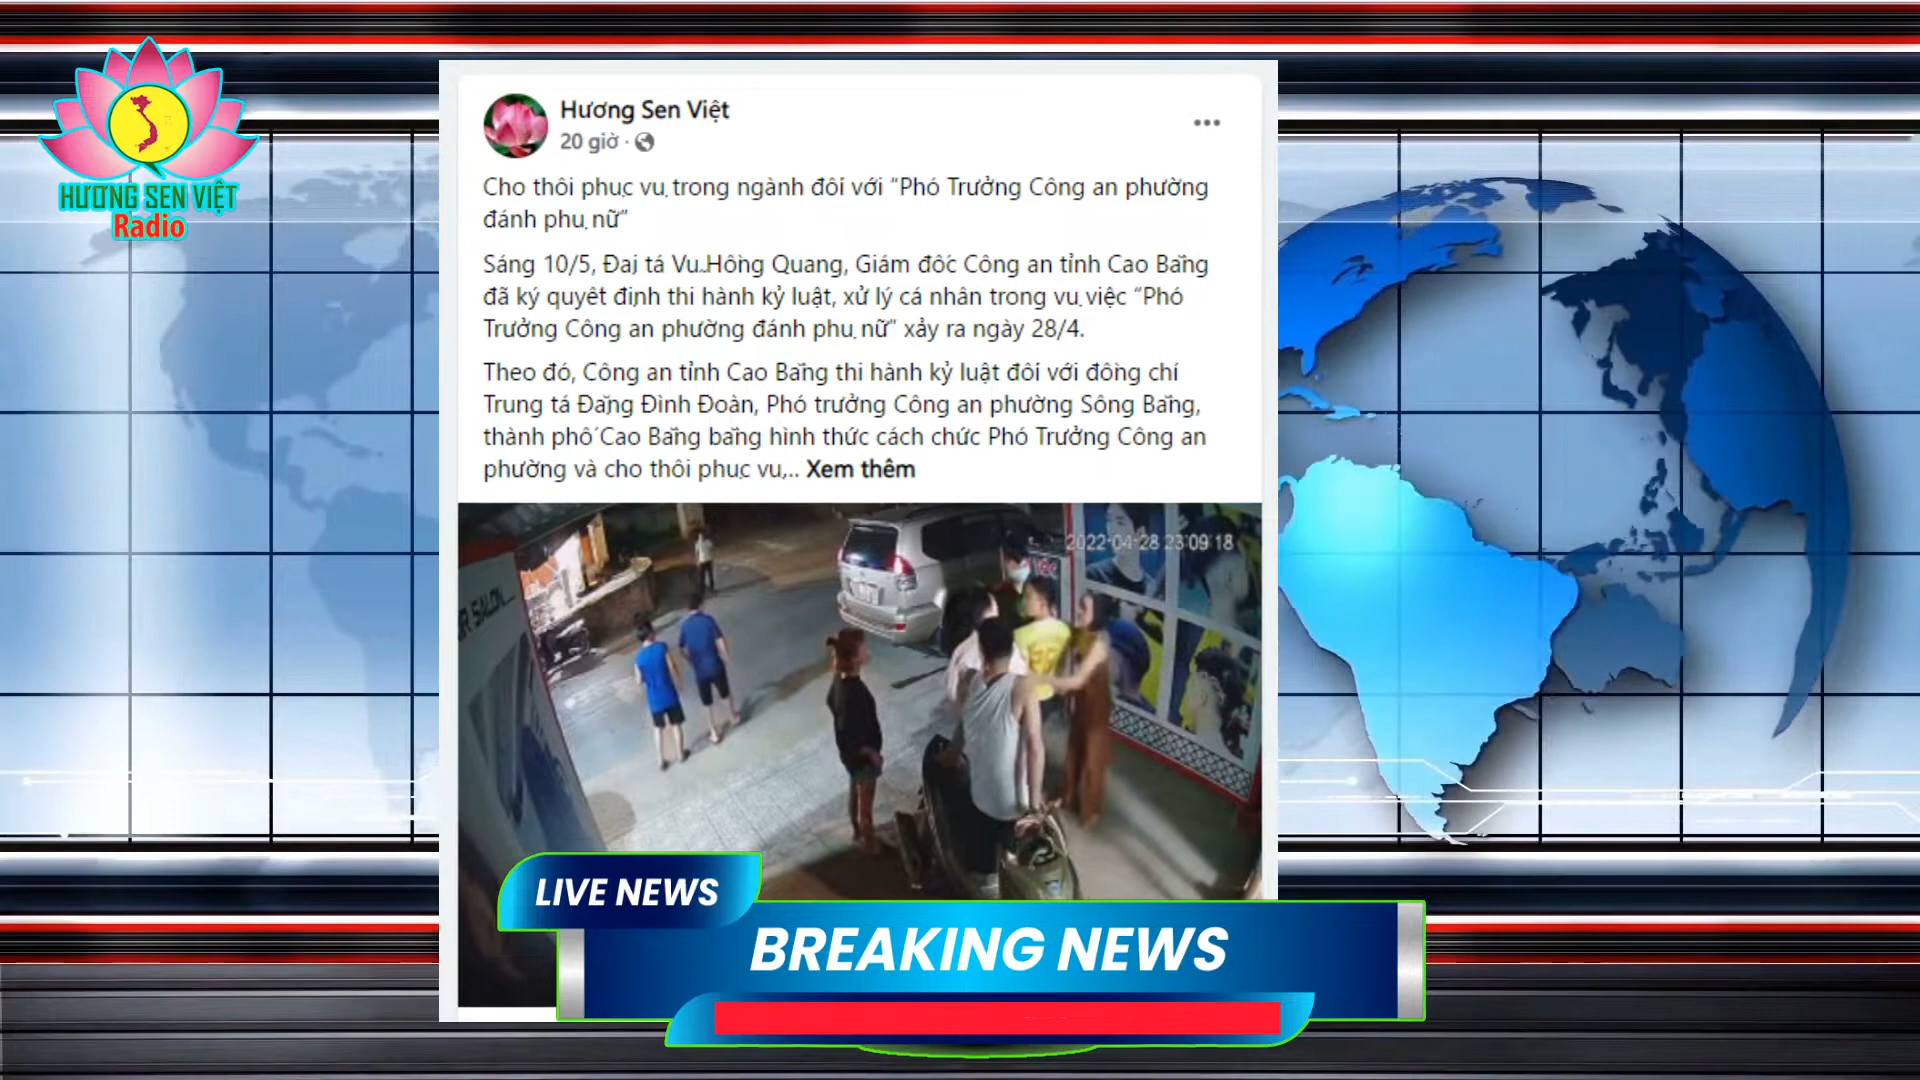 HƯƠNG SEN VIỆT
Radio
Hương Sen Việt
20 giờ ·
Cho thôi phục vụ trong ngành đối với “Phó Trưởng Công an phường
đánh phụ nữ”
Sáng 10/5, Đại tá Vũ Hồng Quang, Giám đốc Công an tỉnh Cao Bằng
đã ký quyết định thi hành kỷ luật, xử lý cá nhân trong vụ việc “Phó
Trưởng Công an phường đánh phụ nữ” xảy ra ngày 28/4.
Theo đó, Công an tỉnh Cao Bằng thi hành kỷ luật đối với đồng chí
Trung tá Đặng Đình Đoàn, Phó trưởng Công an phường Sông Bằng,
thành phố Cao Bằng bằng hình thức cách chức Phó Trưởng Công an
phường và cho thôi phục vụ... Xem thêm
2022-04-28 23:09:18
SALON
LIVE NEWS
BREAKING NEWS